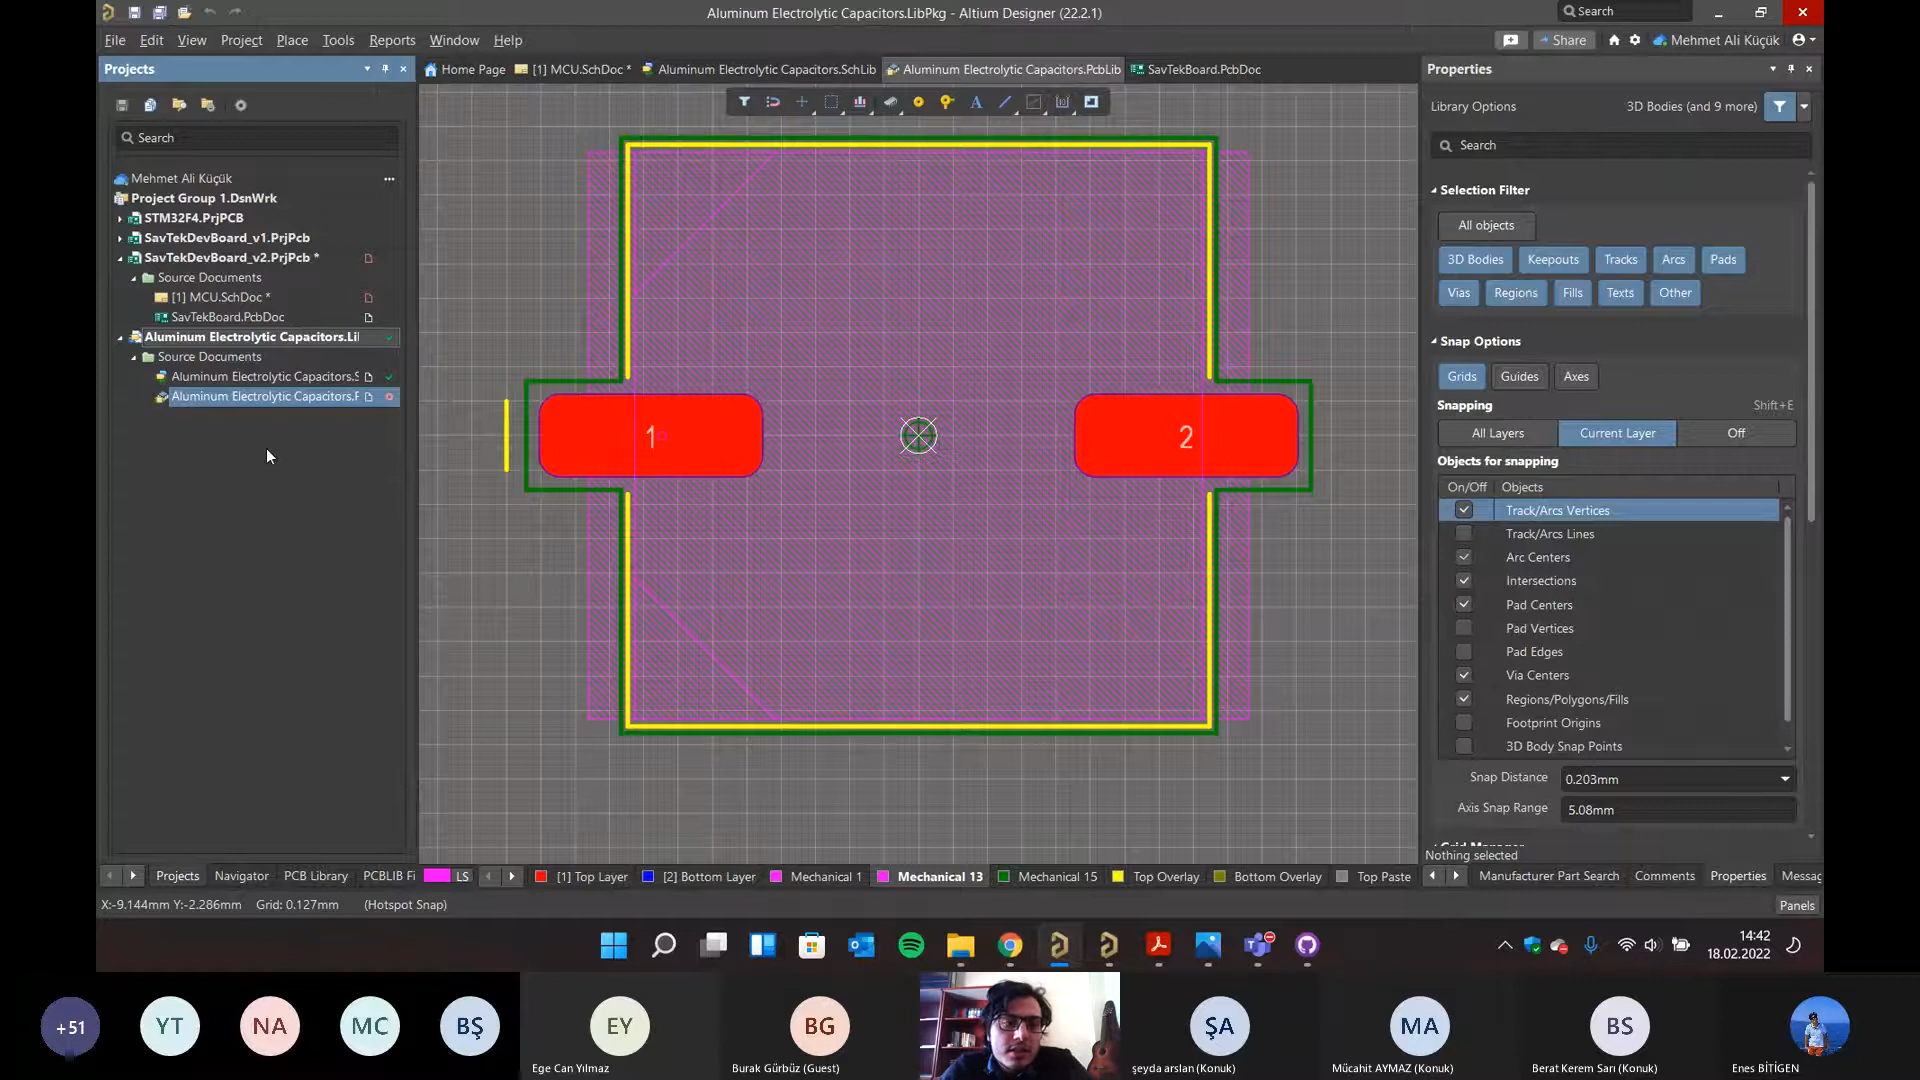 Aluminum Electrolytic Capacitors.LibPkg - Altium Designer (22.2.1)
Search
File Edit View Project Place Tools Reports Window Help
Share
Mehmet Ali Küçük
Projects
Home Page
[1] MCU.SchDoc *
Aluminum Electrolytic Capacitors.SchLib
Aluminum Electrolytic Capacitors.PcbLib
SavTekBoard.PcbDoc
Search
Mehmet Ali Küçük
Project Group 1.DsnWrk
STM32F4.PrjPCB
SavTekDevBoard_v1.PrjPcb
SavTekDevBoard_v2.PrjPcb *
Source Documents
[1] MCU.SchDoc *
SavTekBoard.PcbDoc
Aluminum Electrolytic Capacitors.Li
Source Documents
Aluminum Electrolytic Capacitors.S
Aluminum Electrolytic Capacitors.F
1
2
Properties
Library Options
3D Bodies (and 9 more)
Search
Selection Filter
All objects
3D Bodies Keepouts Tracks Arcs Pads
Vias Regions Fills Texts Other
Snap Options
Grids Guides Axes
Snapping
Shift+E
All Layers Current Layer Off
Objects for snapping
On/Off Objects
Track/Arcs Vertices
Track/Arcs Lines
Arc Centers
Intersections
Pad Centers
Pad Vertices
Pad Edges
Via Centers
Regions/Polygons/Fills
Footprint Origins
3D Body Snap Points
Snap Distance 0.203mm
Axis Snap Range 5.08mm
Nothing selected
Projects Navigator PCB Library PCBLIB Fi
LS
[1] Top Layer
[2] Bottom Layer
Mechanical 1
Mechanical 13
Mechanical 15
Top Overlay
Bottom Overlay
Top Paste
Manufacturer Part Search Comments Properties Messag
X:-9.144mm Y:-2.286mm Grid: 0.127mm (Hotspot Snap)
Panels
14:42
18.02.2022
+51
YT
NA
MC
BŞ
EY
Ege Can Yılmaz
BG
Burak Gürbüz (Guest)
ŞA
şeyda arslan (Konuk)
MA
Mücahit AYMAZ (Konuk)
BS
Berat Kerem Sarı (Konuk)
Enes BİTİGEN